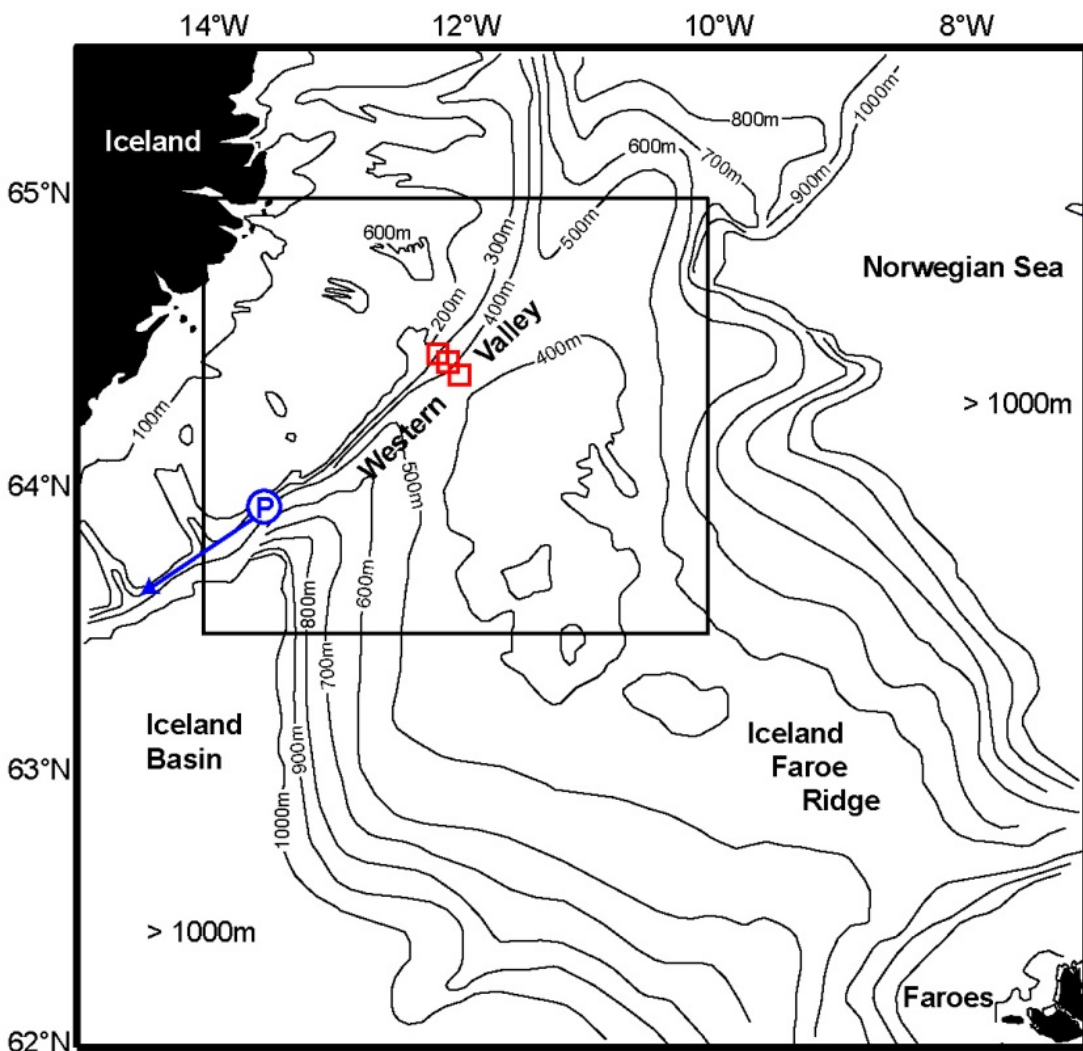 14°W 12°W 10°W 8°W
Iceland
800m
1000m
600m
700m
900m
65°N
500m
600m
300m
Norwegian Sea
200m
400m
Valley
400m
> 1000m
100m
Western
500m
64°N
P
600m
800m
700m
Iceland
Basin
Iceland
Faroe
Ridge
900m
63°N
1000m
> 1000m
Faroes
62°N